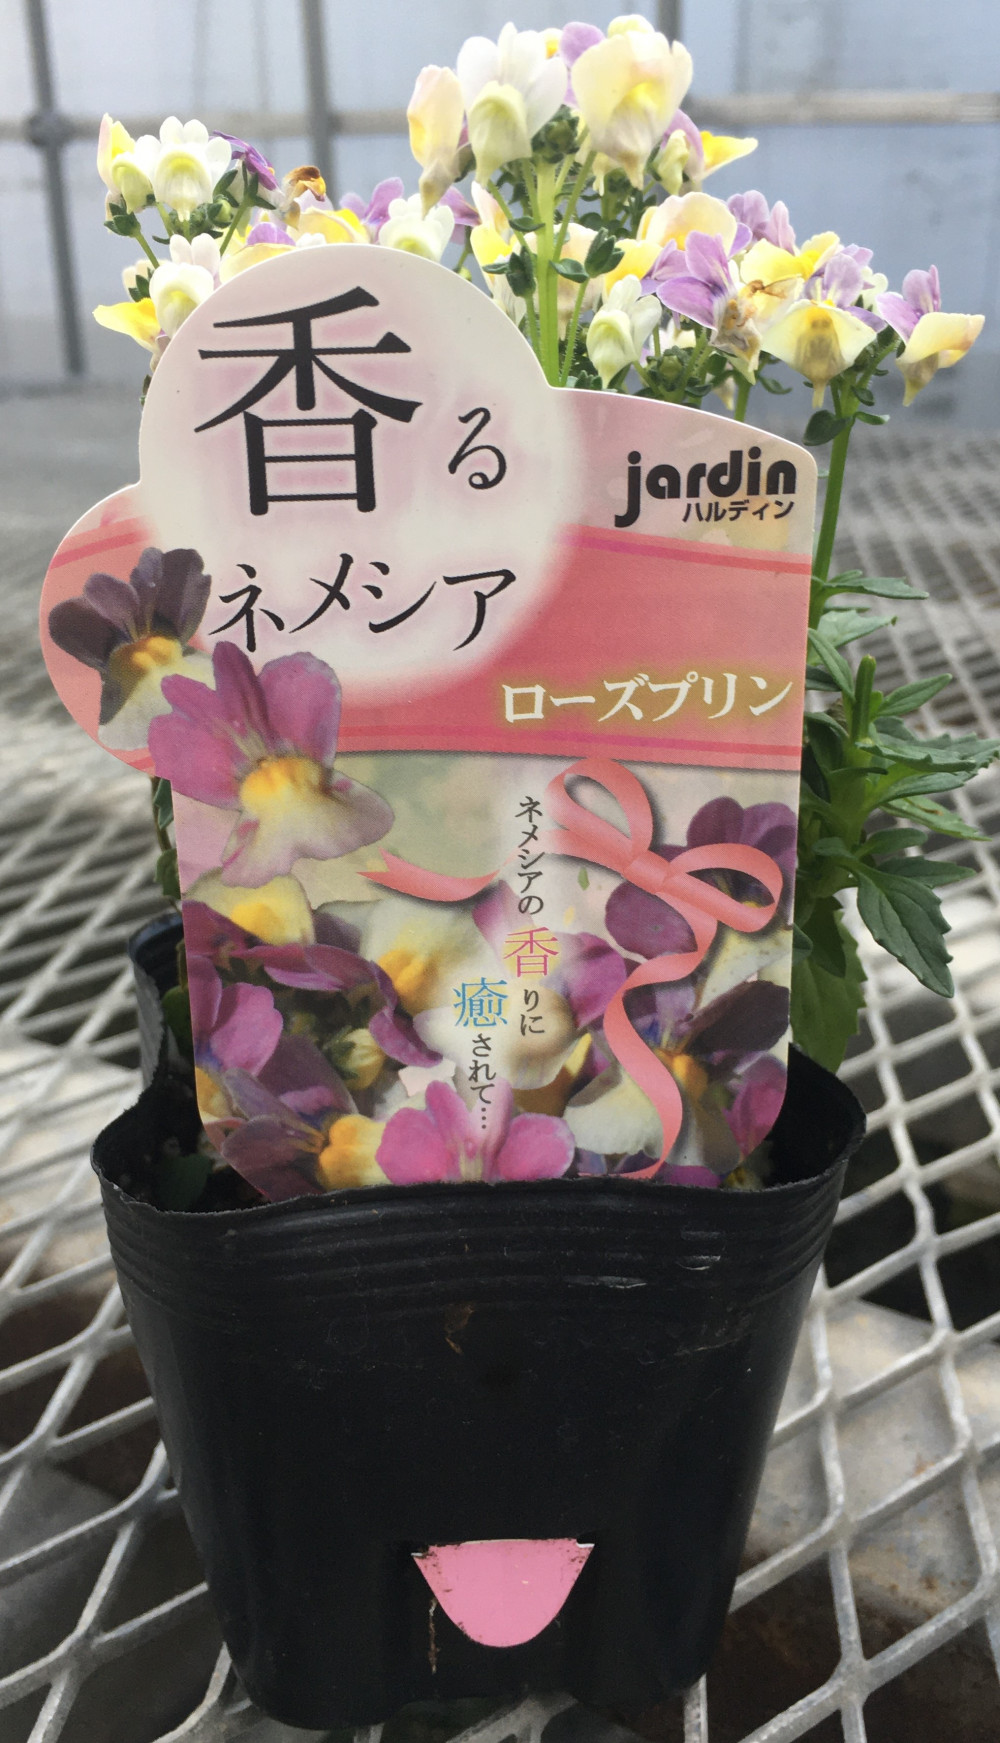 香る
ネメシア
jardin
ハルディン
ローズプリン
ネメシアの香りに
癒されて…